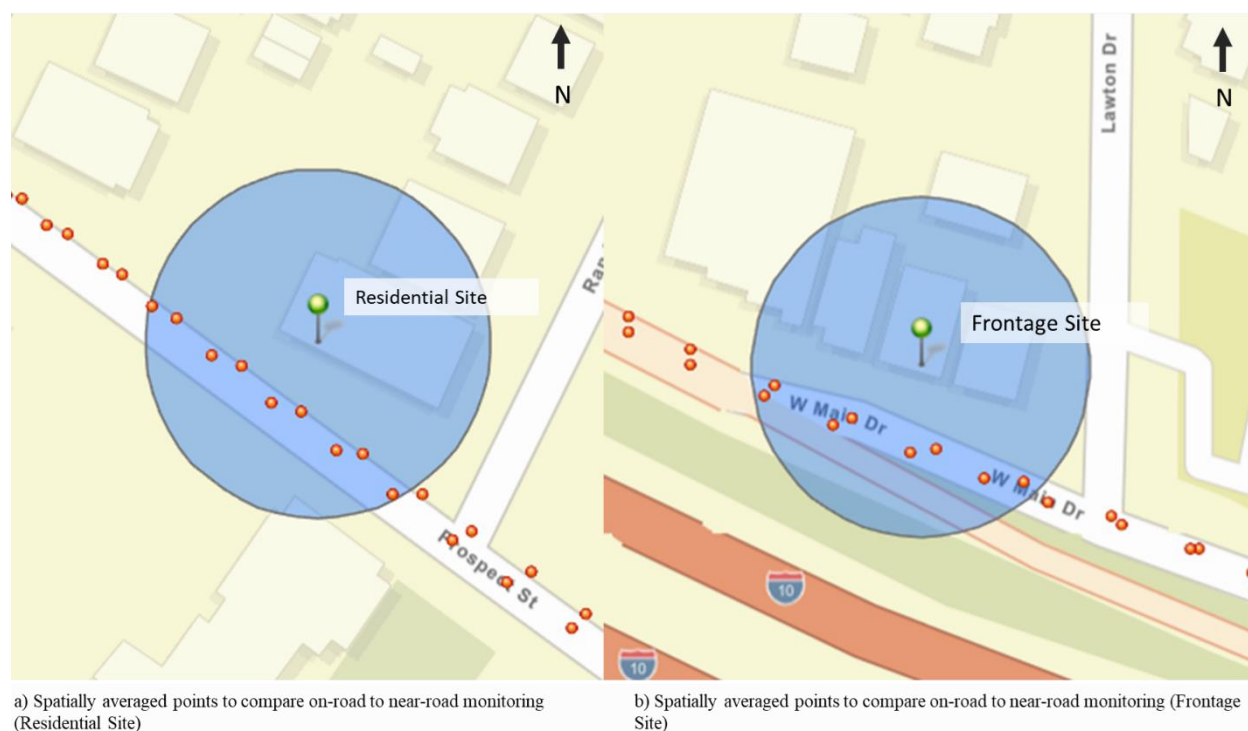 N
N
Lawton Dr
Residential Site
Ran
Frontage Site
W Main Dr
W Main Dr
Prospect St
10
10
a) Spatially averaged points to compare on-road to near-road monitoring
(Residential Site)
b) Spatially averaged points to compare on-road to near-road monitoring (Frontage
Site)